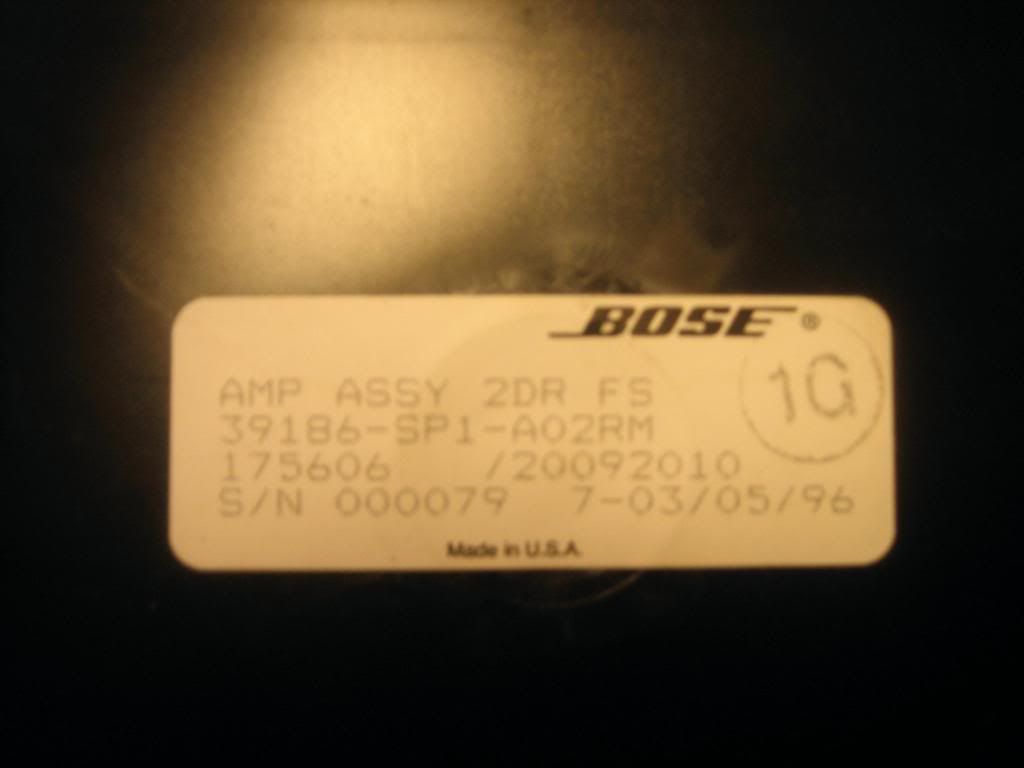 BOSE®
1G
AMP ASSY 2DR FS
39186-SP1-A02RM
175606 /20092010
S/N 000079 7-03/05/96
Made in U.S.A.